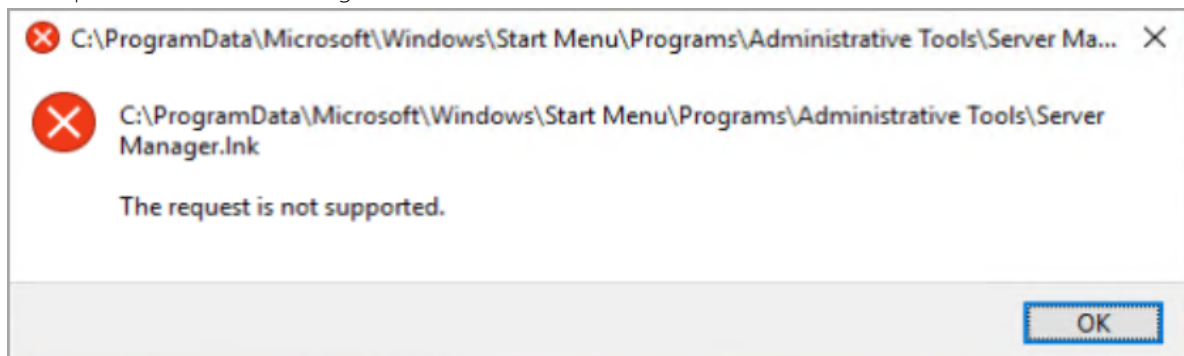 C:\ProgramData\Microsoft\Windows\Start Menu\Programs\Administrative Tools\Server Ma...
C:\ProgramData\Microsoft\Windows\Start Menu\Programs\Administrative Tools\Server
Manager.lnk
The request is not supported.
OK